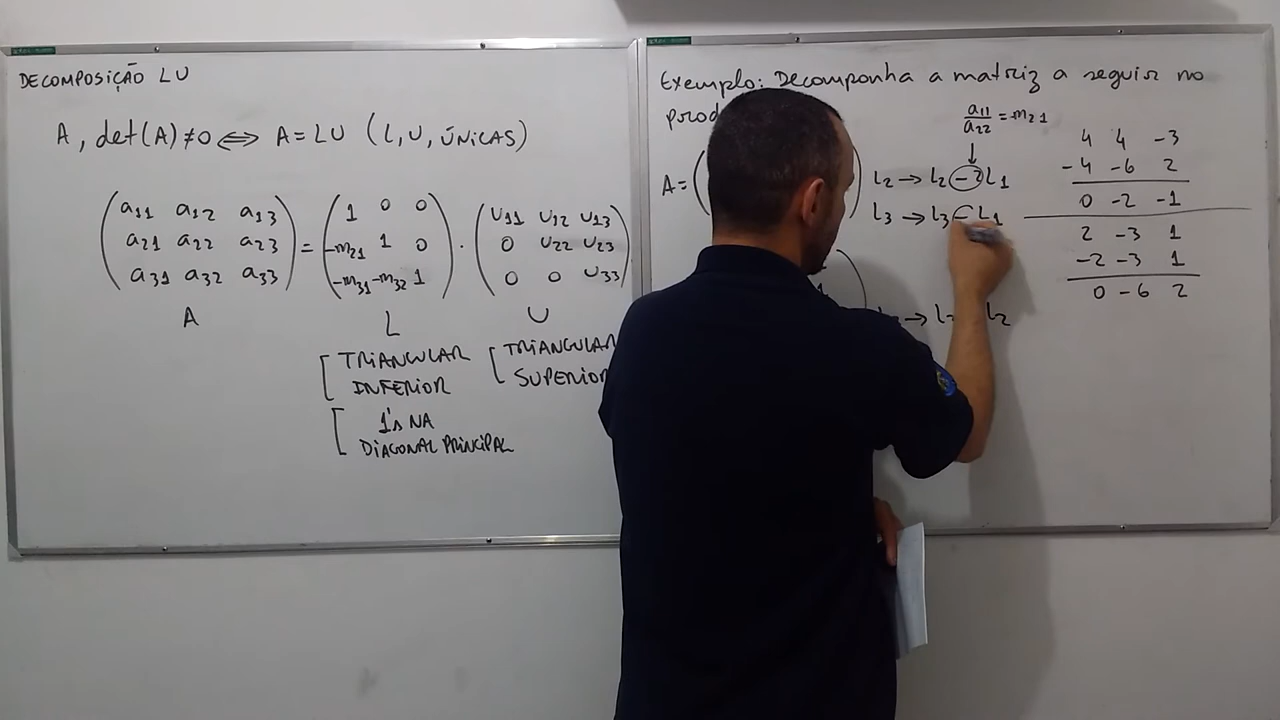 DECOMPOSIÇÃO LU
A, det(A)≠0 ⟺ A=LU (L,U, ÚNICAS)
(a11 a12 a13) = (1 0 0) · (U11 U12 U13)
(a21 a22 a23) (-m21 1 0) (0 U22 U23)
(a31 a32 a33) (-m31 -m32 1) (0 0 U33)
A L U
TRIANGULAR INFERIOR
1's NA DIAGONAL PRINCIPAL
TRIANGULAR SUPERIOR
Exemplo: Decomponha a matriz a seguir no
a11/a22 = -m21
A=(
L2 → L2 -2L1
L3 → L3 - L1
L2
4 4 -3
-4 -6 2
0 -2 -1
2 -3 1
-2 -3 1
0 -6 2